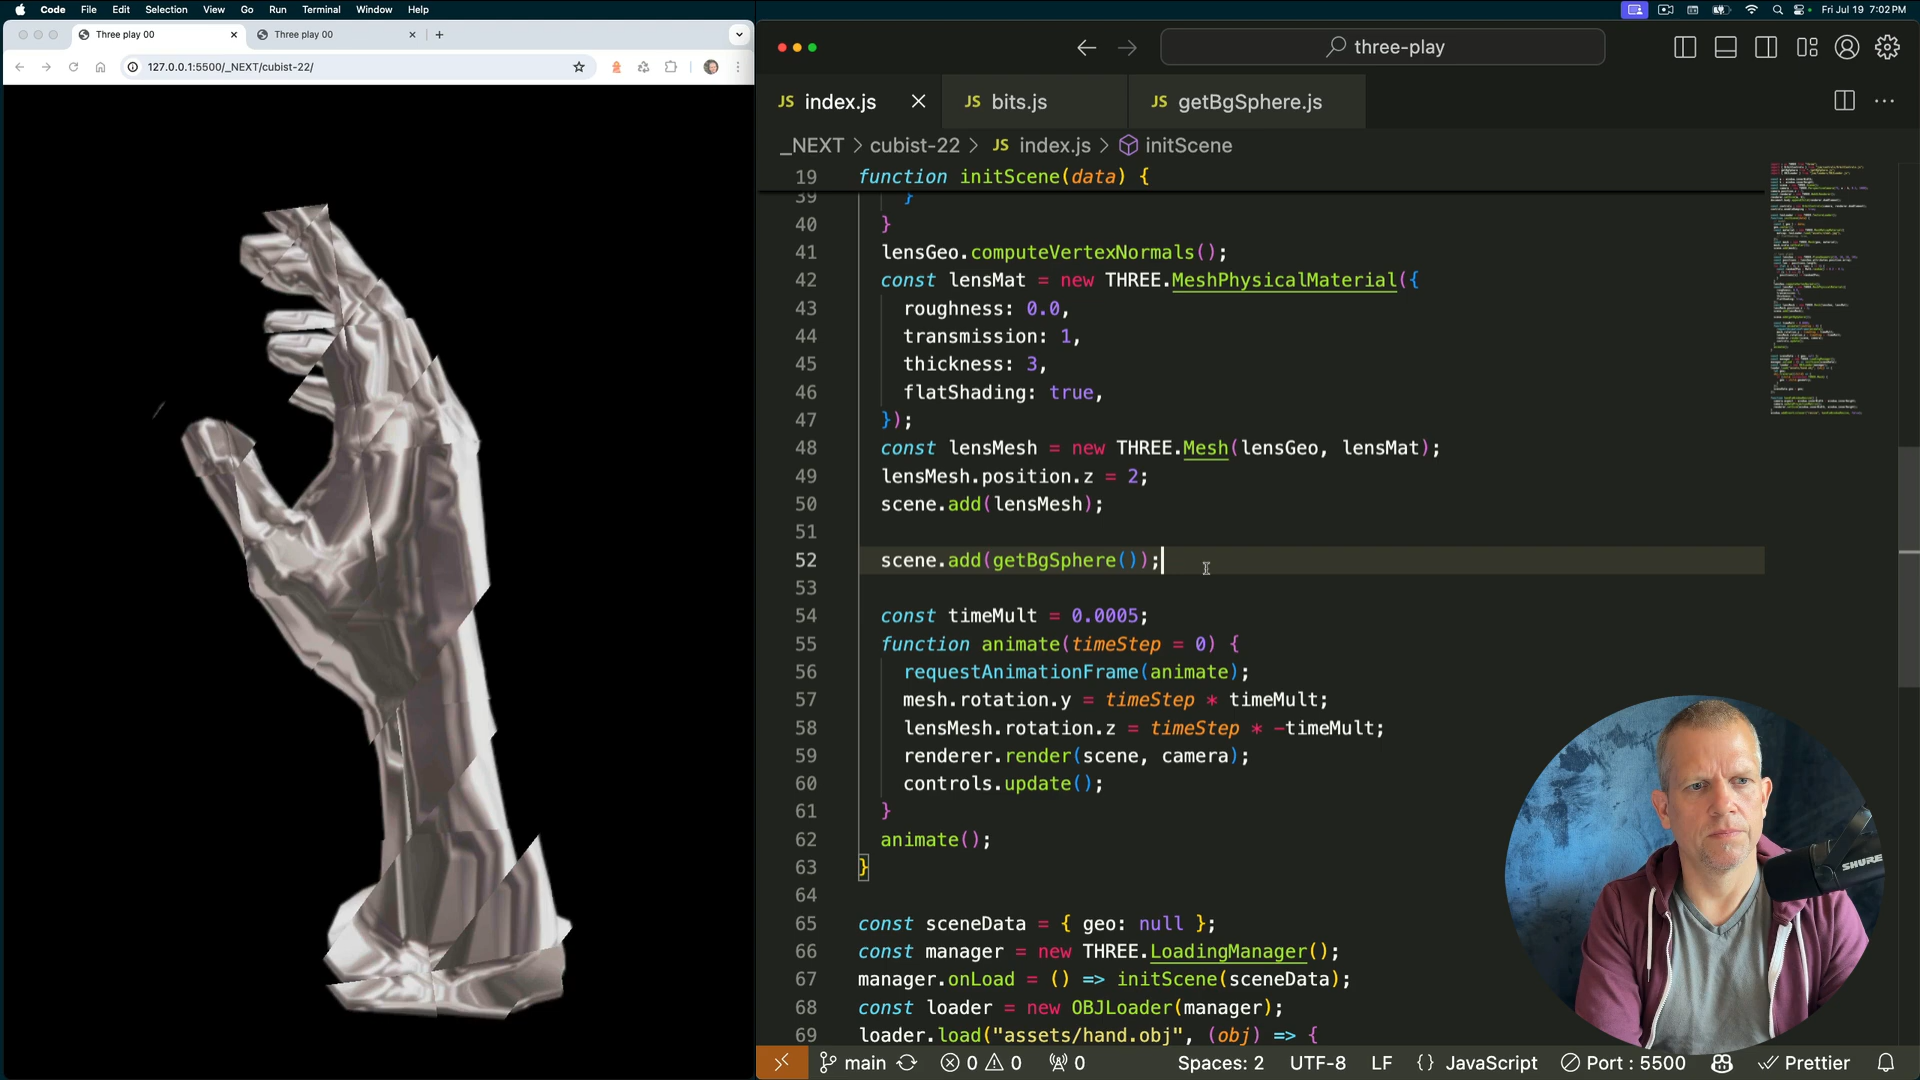 Code File Edit Selection View Go Run Terminal Window Help
Fri Jul 19 7:02PM
Three play 00
Three play 00
127.0.0.1:5500/_NEXT/cubist-22/
three-play
JS index.js
JS bits.js
JS getBgSphere.js
_NEXT > cubist-22 > JS index.js > initScene
19 function initScene(data) {
39 }
40 }
41 lensGeo.computeVertexNormals();
42 const lensMat = new THREE.MeshPhysicalMaterial({
43 roughness: 0.0,
44 transmission: 1,
45 thickness: 3,
46 flatShading: true,
47 });
48 const lensMesh = new THREE.Mesh(lensGeo, lensMat);
49 lensMesh.position.z = 2;
50 scene.add(lensMesh);
51
52 scene.add(getBgSphere());
53
54 const timeMult = 0.0005;
55 function animate(timeStep = 0) {
56 requestAnimationFrame(animate);
57 mesh.rotation.y = timeStep * timeMult;
58 lensMesh.rotation.z = timeStep * -timeMult;
59 renderer.render(scene, camera);
60 controls.update();
61 }
62 animate();
63 }
64
65 const sceneData = { geo: null };
66 const manager = new THREE.LoadingManager();
67 manager.onLoad = () => initScene(sceneData);
68 const loader = new OBJLoader(manager);
69 loader.load("assets/hand.obj", (obj) => {
SHURE
main 0 0 0 Spaces: 2 UTF-8 LF {} JavaScript Port : 5500 Prettier